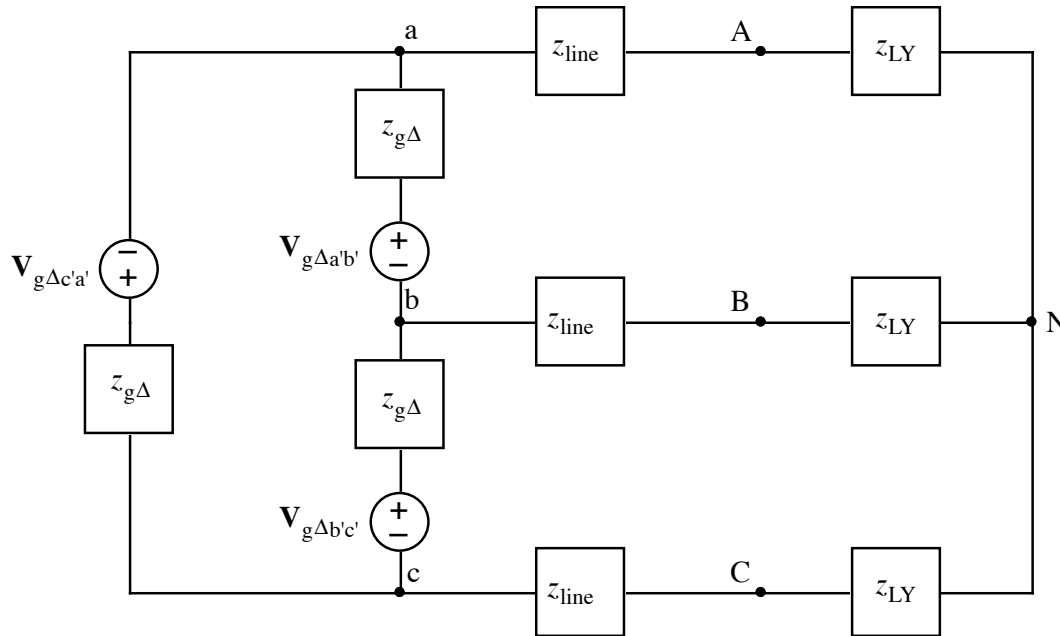 a
A
z_line
z_LY
z_gΔ
V_gΔc'a'
−
+
V_gΔa'b'
+
−
b
B
z_line
z_LY
N
z_gΔ
z_gΔ
V_gΔb'c'
+
−
c
C
z_line
z_LY